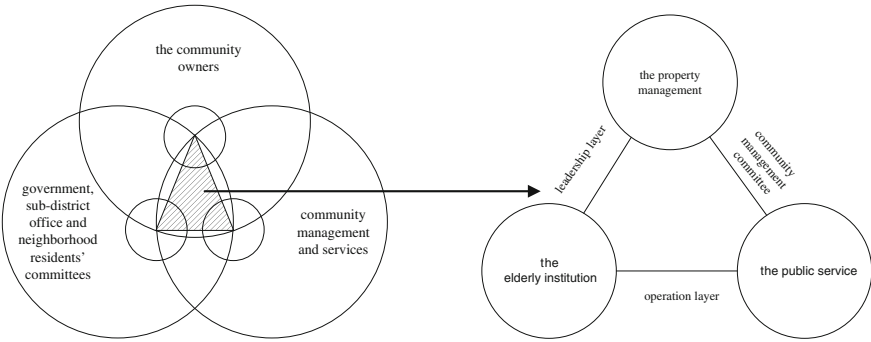 the community
owners
government,
sub-district
office and
neighborhood
residents'
committees
community
management
and services
the property
management
leadership layer
community
management
committee
the
elderly institution
the public service
operation layer